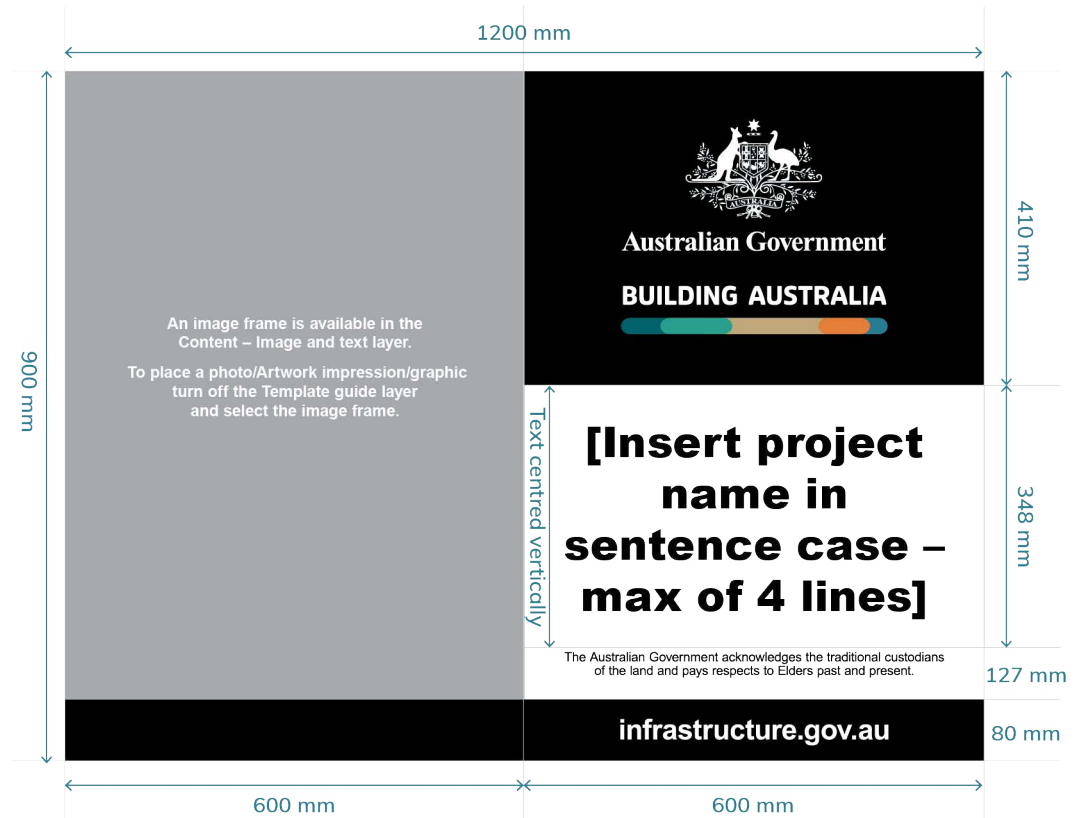 1200 mm
900 mm
An image frame is available in the
Content – Image and text layer.
To place a photo/Artwork impression/graphic
turn off the Template guide layer
and select the image frame.
AUSTRALIA
Australian Government
BUILDING AUSTRALIA
410 mm
Text centred vertically
[Insert project
name in
sentence case –
max of 4 lines]
348 mm
The Australian Government acknowledges the traditional custodians
of the land and pays respects to Elders past and present.
127 mm
infrastructure.gov.au
80 mm
600 mm
600 mm